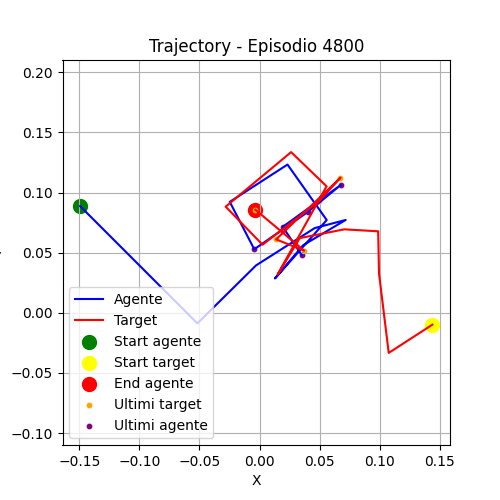 Trajectory - Episodio 4800
0.20
0.15
0.10
0.05
0.00
−0.05
−0.10
Agente
Target
Start agente
Start target
End agente
Ultimi target
Ultimi agente
−0.15 −0.10 −0.05 0.00 0.05 0.10 0.15
X